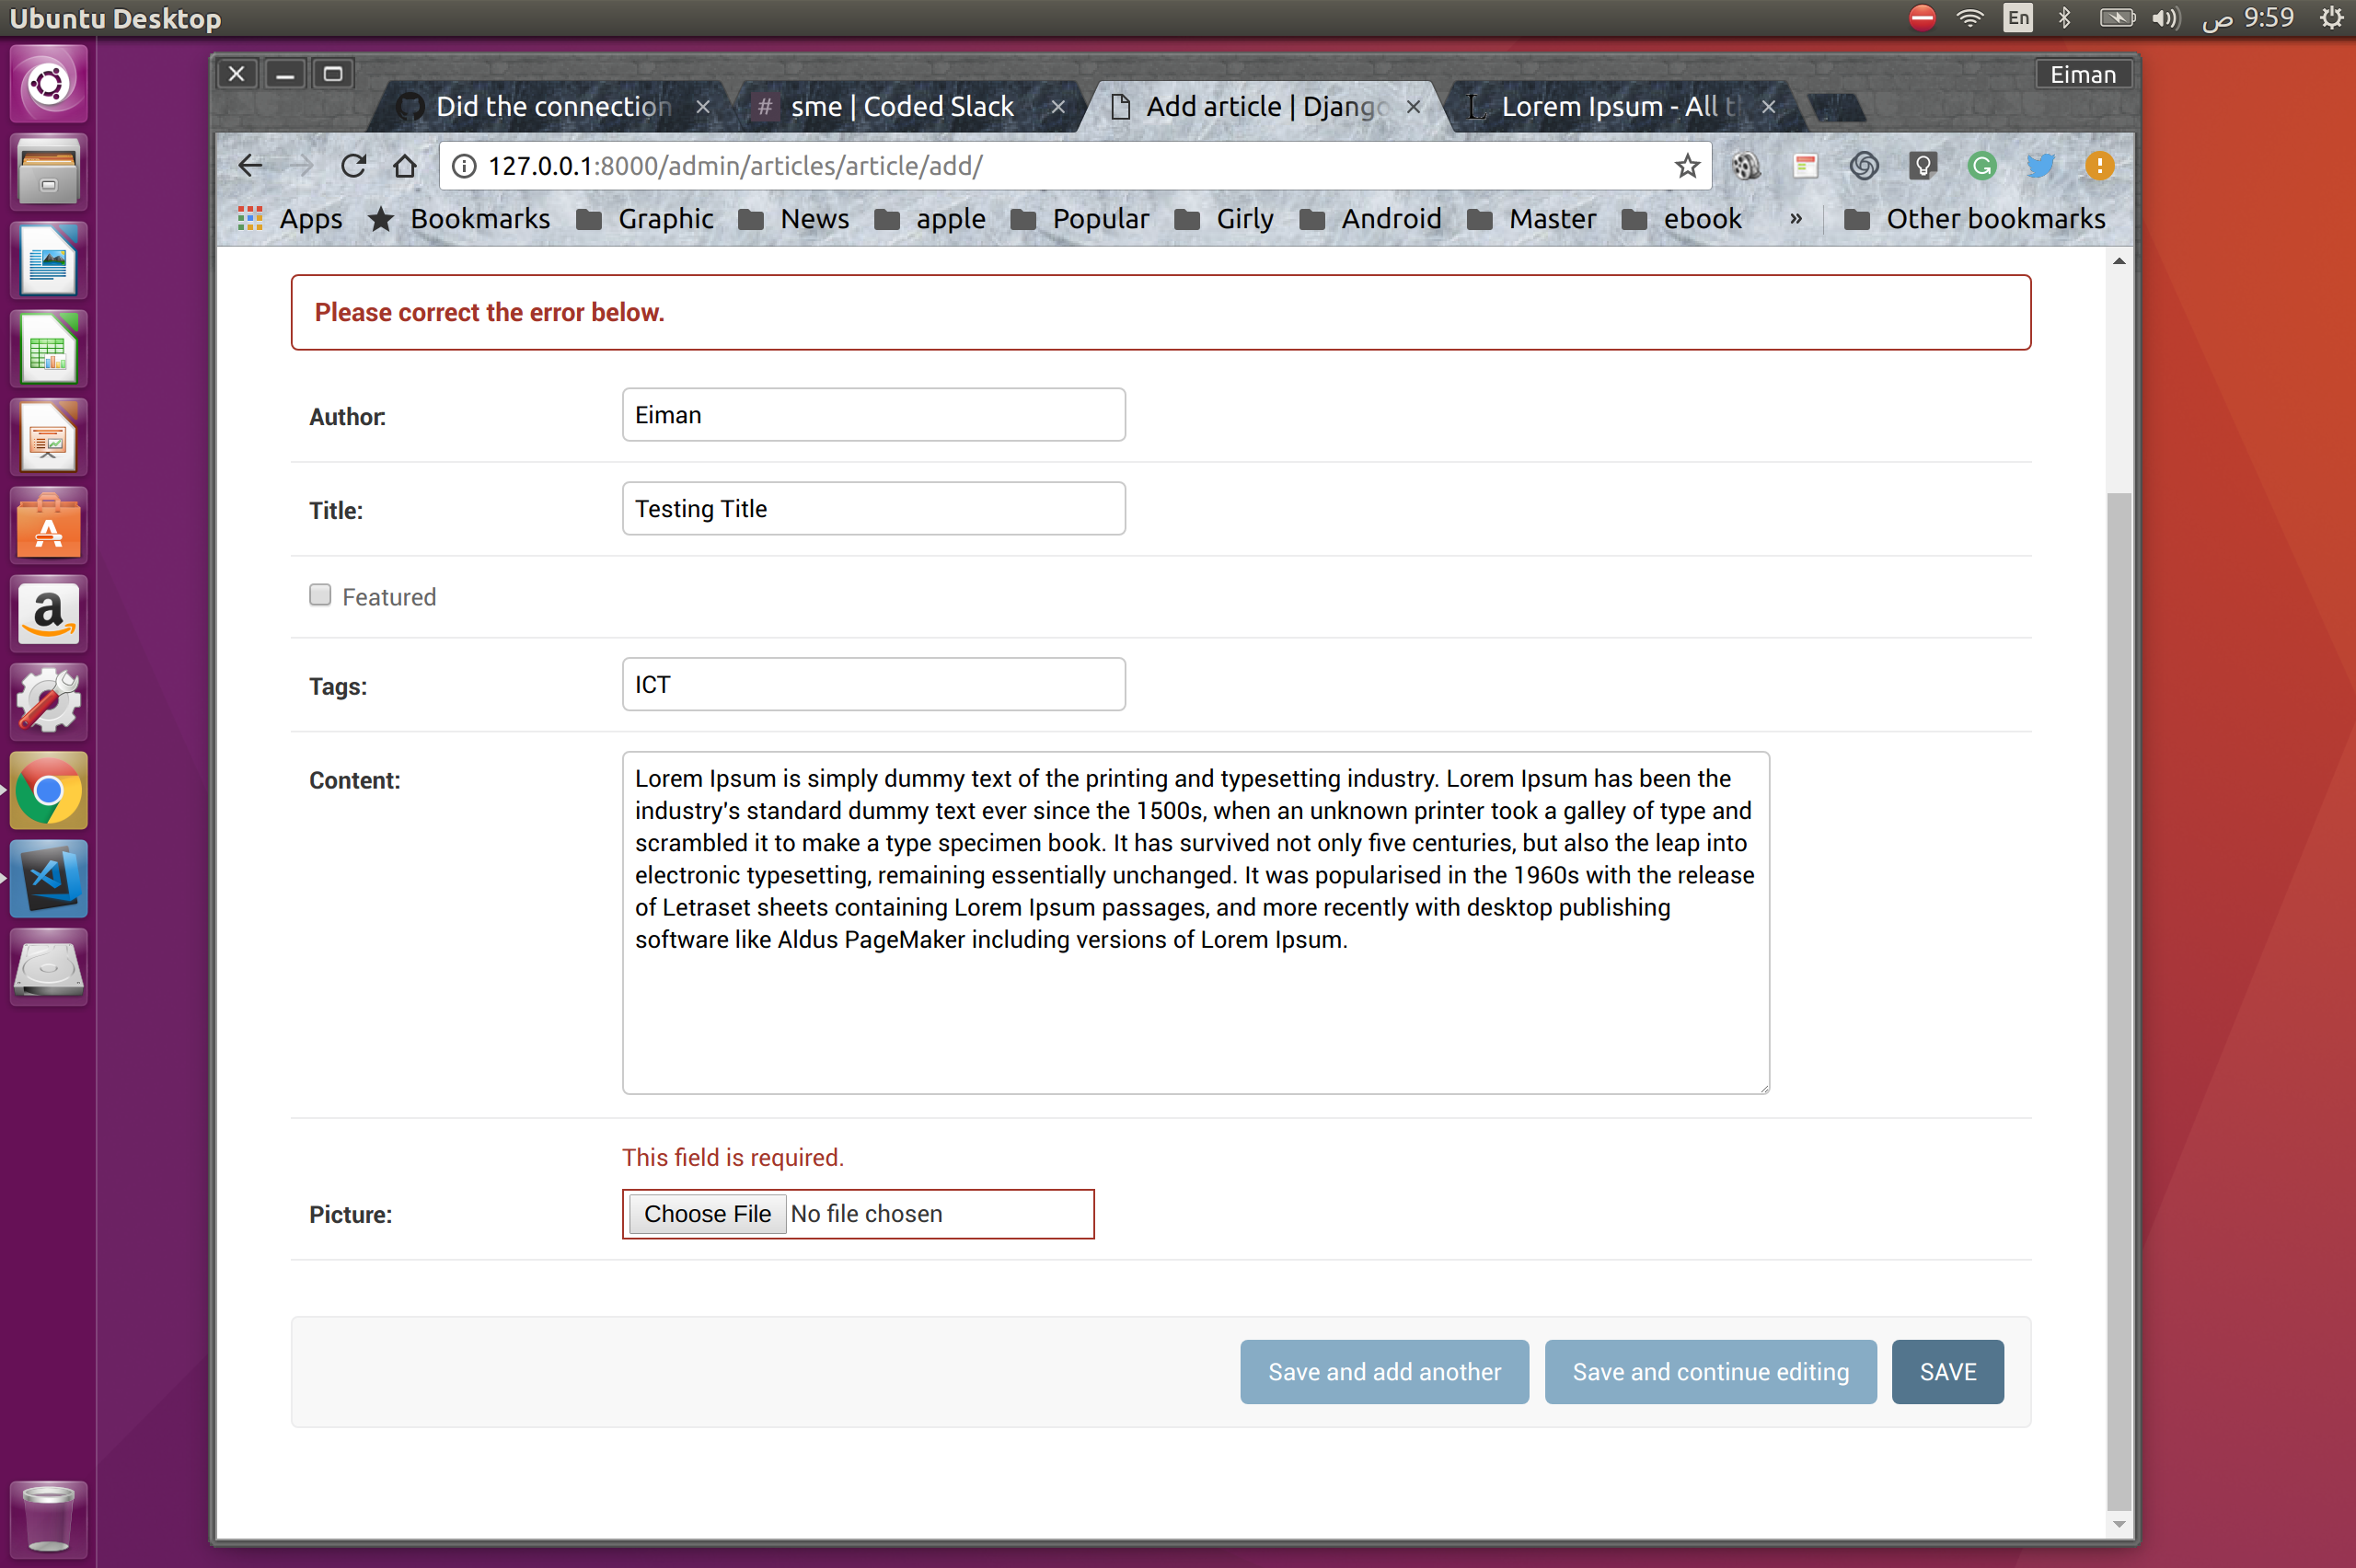 Ubuntu Desktop
En
9:59 ص
Eiman
Did the connection
# sme | Coded Slack
Add article | Django
L Lorem Ipsum - All t
127.0.0.1:8000/admin/articles/article/add/
Apps
Bookmarks
Graphic
News
apple
Popular
Girly
Android
Master
ebook
»
Other bookmarks
Please correct the error below.
Author:
Eiman
Title:
Testing Title
Featured
Tags:
ICT
Content:
Lorem Ipsum is simply dummy text of the printing and typesetting industry. Lorem Ipsum has been the
industry's standard dummy text ever since the 1500s, when an unknown printer took a galley of type and
scrambled it to make a type specimen book. It has survived not only five centuries, but also the leap into
electronic typesetting, remaining essentially unchanged. It was popularised in the 1960s with the release
of Letraset sheets containing Lorem Ipsum passages, and more recently with desktop publishing
software like Aldus PageMaker including versions of Lorem Ipsum.
This field is required.
Picture:
Choose File No file chosen
Save and add another
Save and continue editing
SAVE